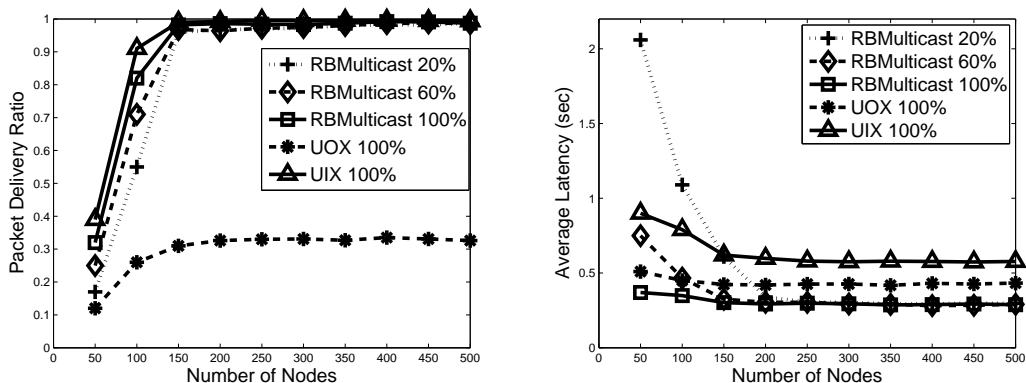 1
0.9
0.8
0.7
0.6
0.5
0.4
0.3
0.2
0.1
0
Packet Delivery Ratio
RBMulticast 20%
RBMulticast 60%
RBMulticast 100%
UOX 100%
UIX 100%
0 50 100 150 200 250 300 350 400 450 500
Number of Nodes
2
1.5
1
0.5
0
Average Latency (sec)
RBMulticast 20%
RBMulticast 60%
RBMulticast 100%
UOX 100%
UIX 100%
0 50 100 150 200 250 300 350 400 450 500
Number of Nodes